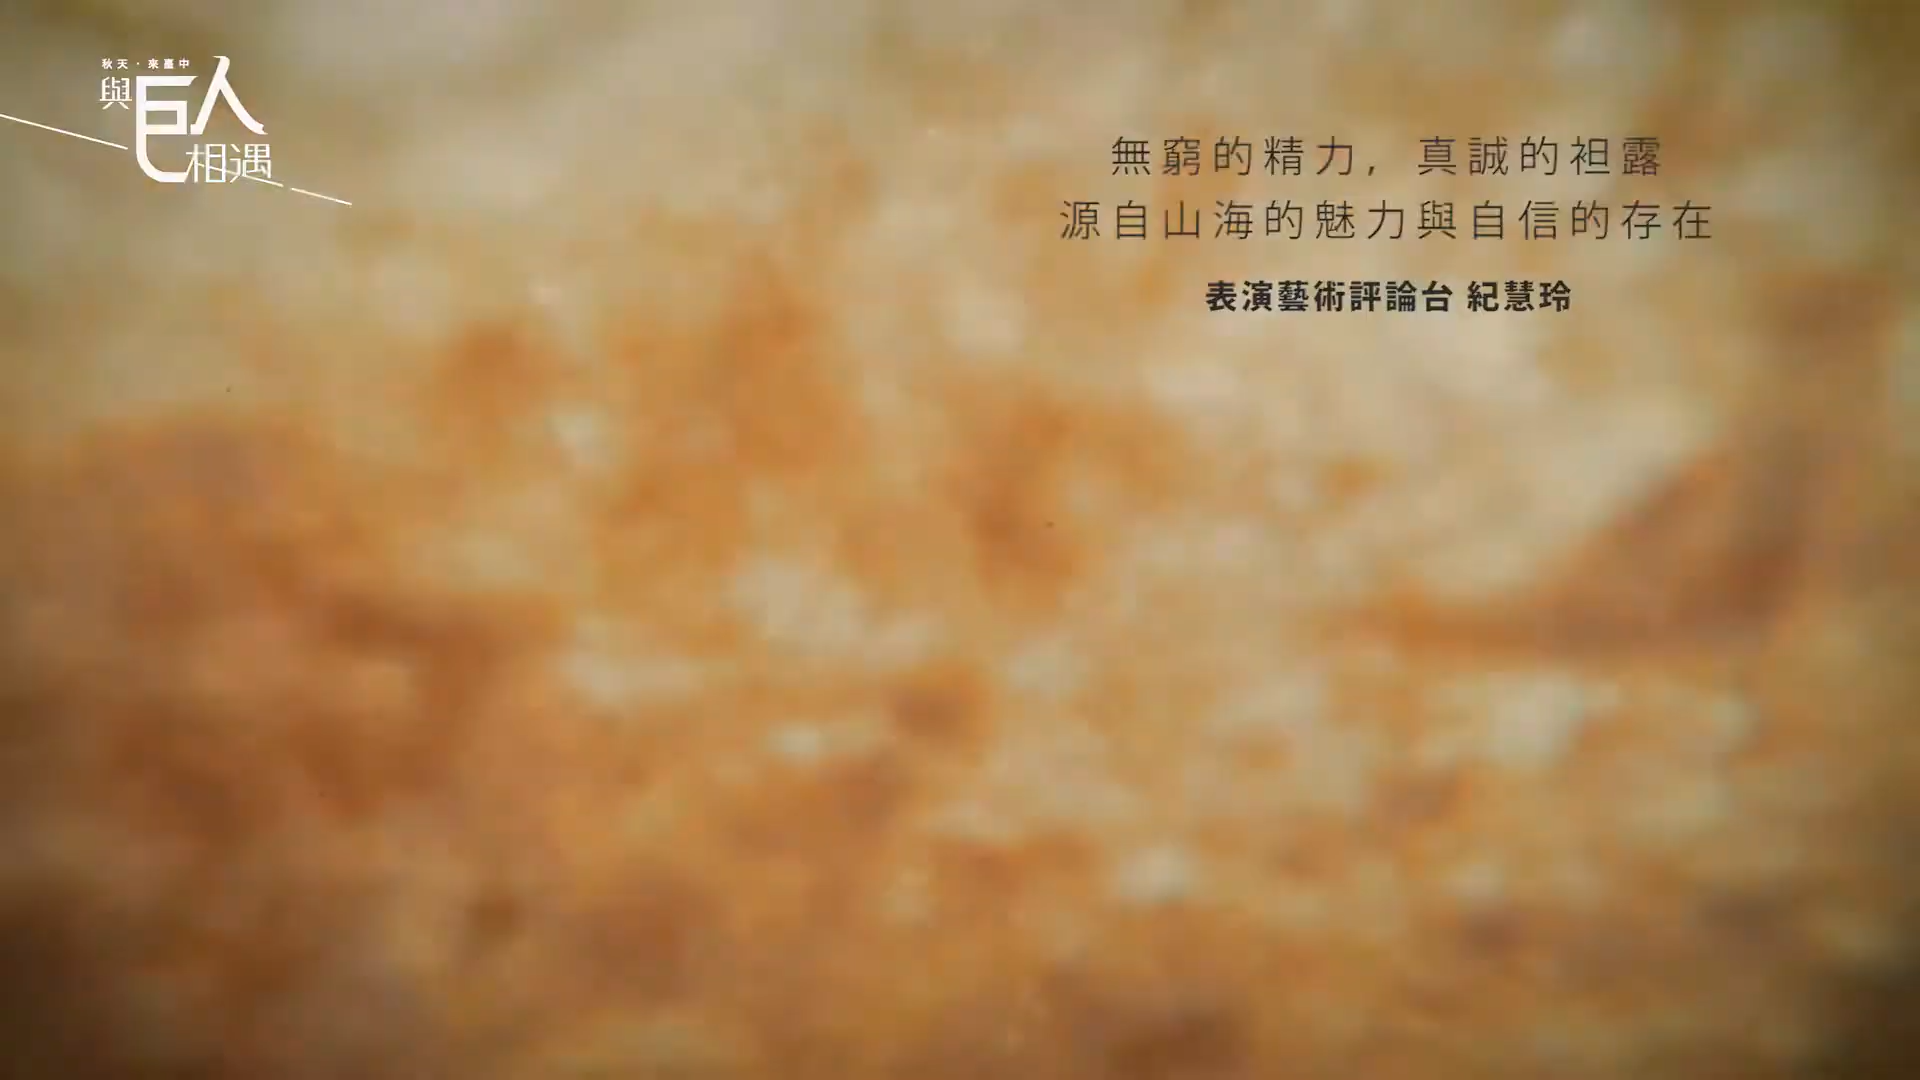 秋天·來臺中
與巨人
相遇
無窮的精力，真誠的袒露
源自山海的魅力與自信的存在
表演藝術評論台 紀慧玲